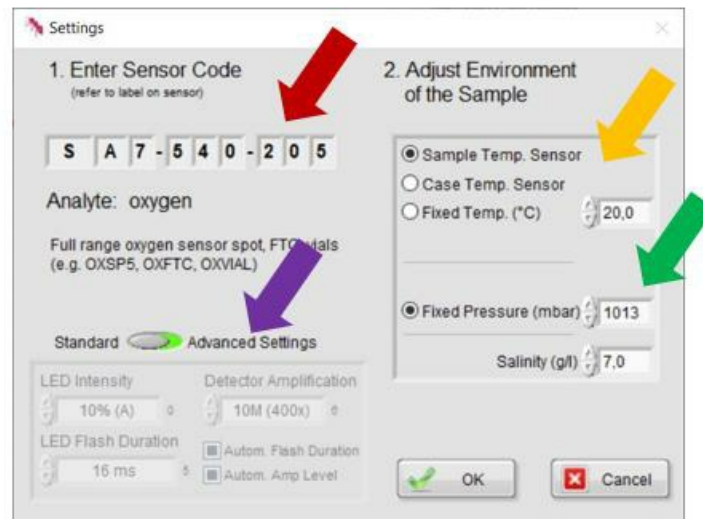 Settings
1. Enter Sensor Code
(refer to label on sensor)
S A 7 - 5 4 0 - 2 0 5
Analyte: oxygen
Full range oxygen sensor spot, vials
(e.g. OXSP5, OXFTC, OXVIAL)
Standard Advanced Settings
LED Intensity
10% (A)
Detector Amplification
10M (400x)
LED Flash Duration
16 ms
Autom. Flash Duration
Autom. Amp Level
2. Adjust Environment
of the Sample
Sample Temp. Sensor
Case Temp. Sensor
Fixed Temp. (°C) 20,0
Fixed Pressure (mbar) 1013
Salinity (g/l) 7,0
OK
Cancel